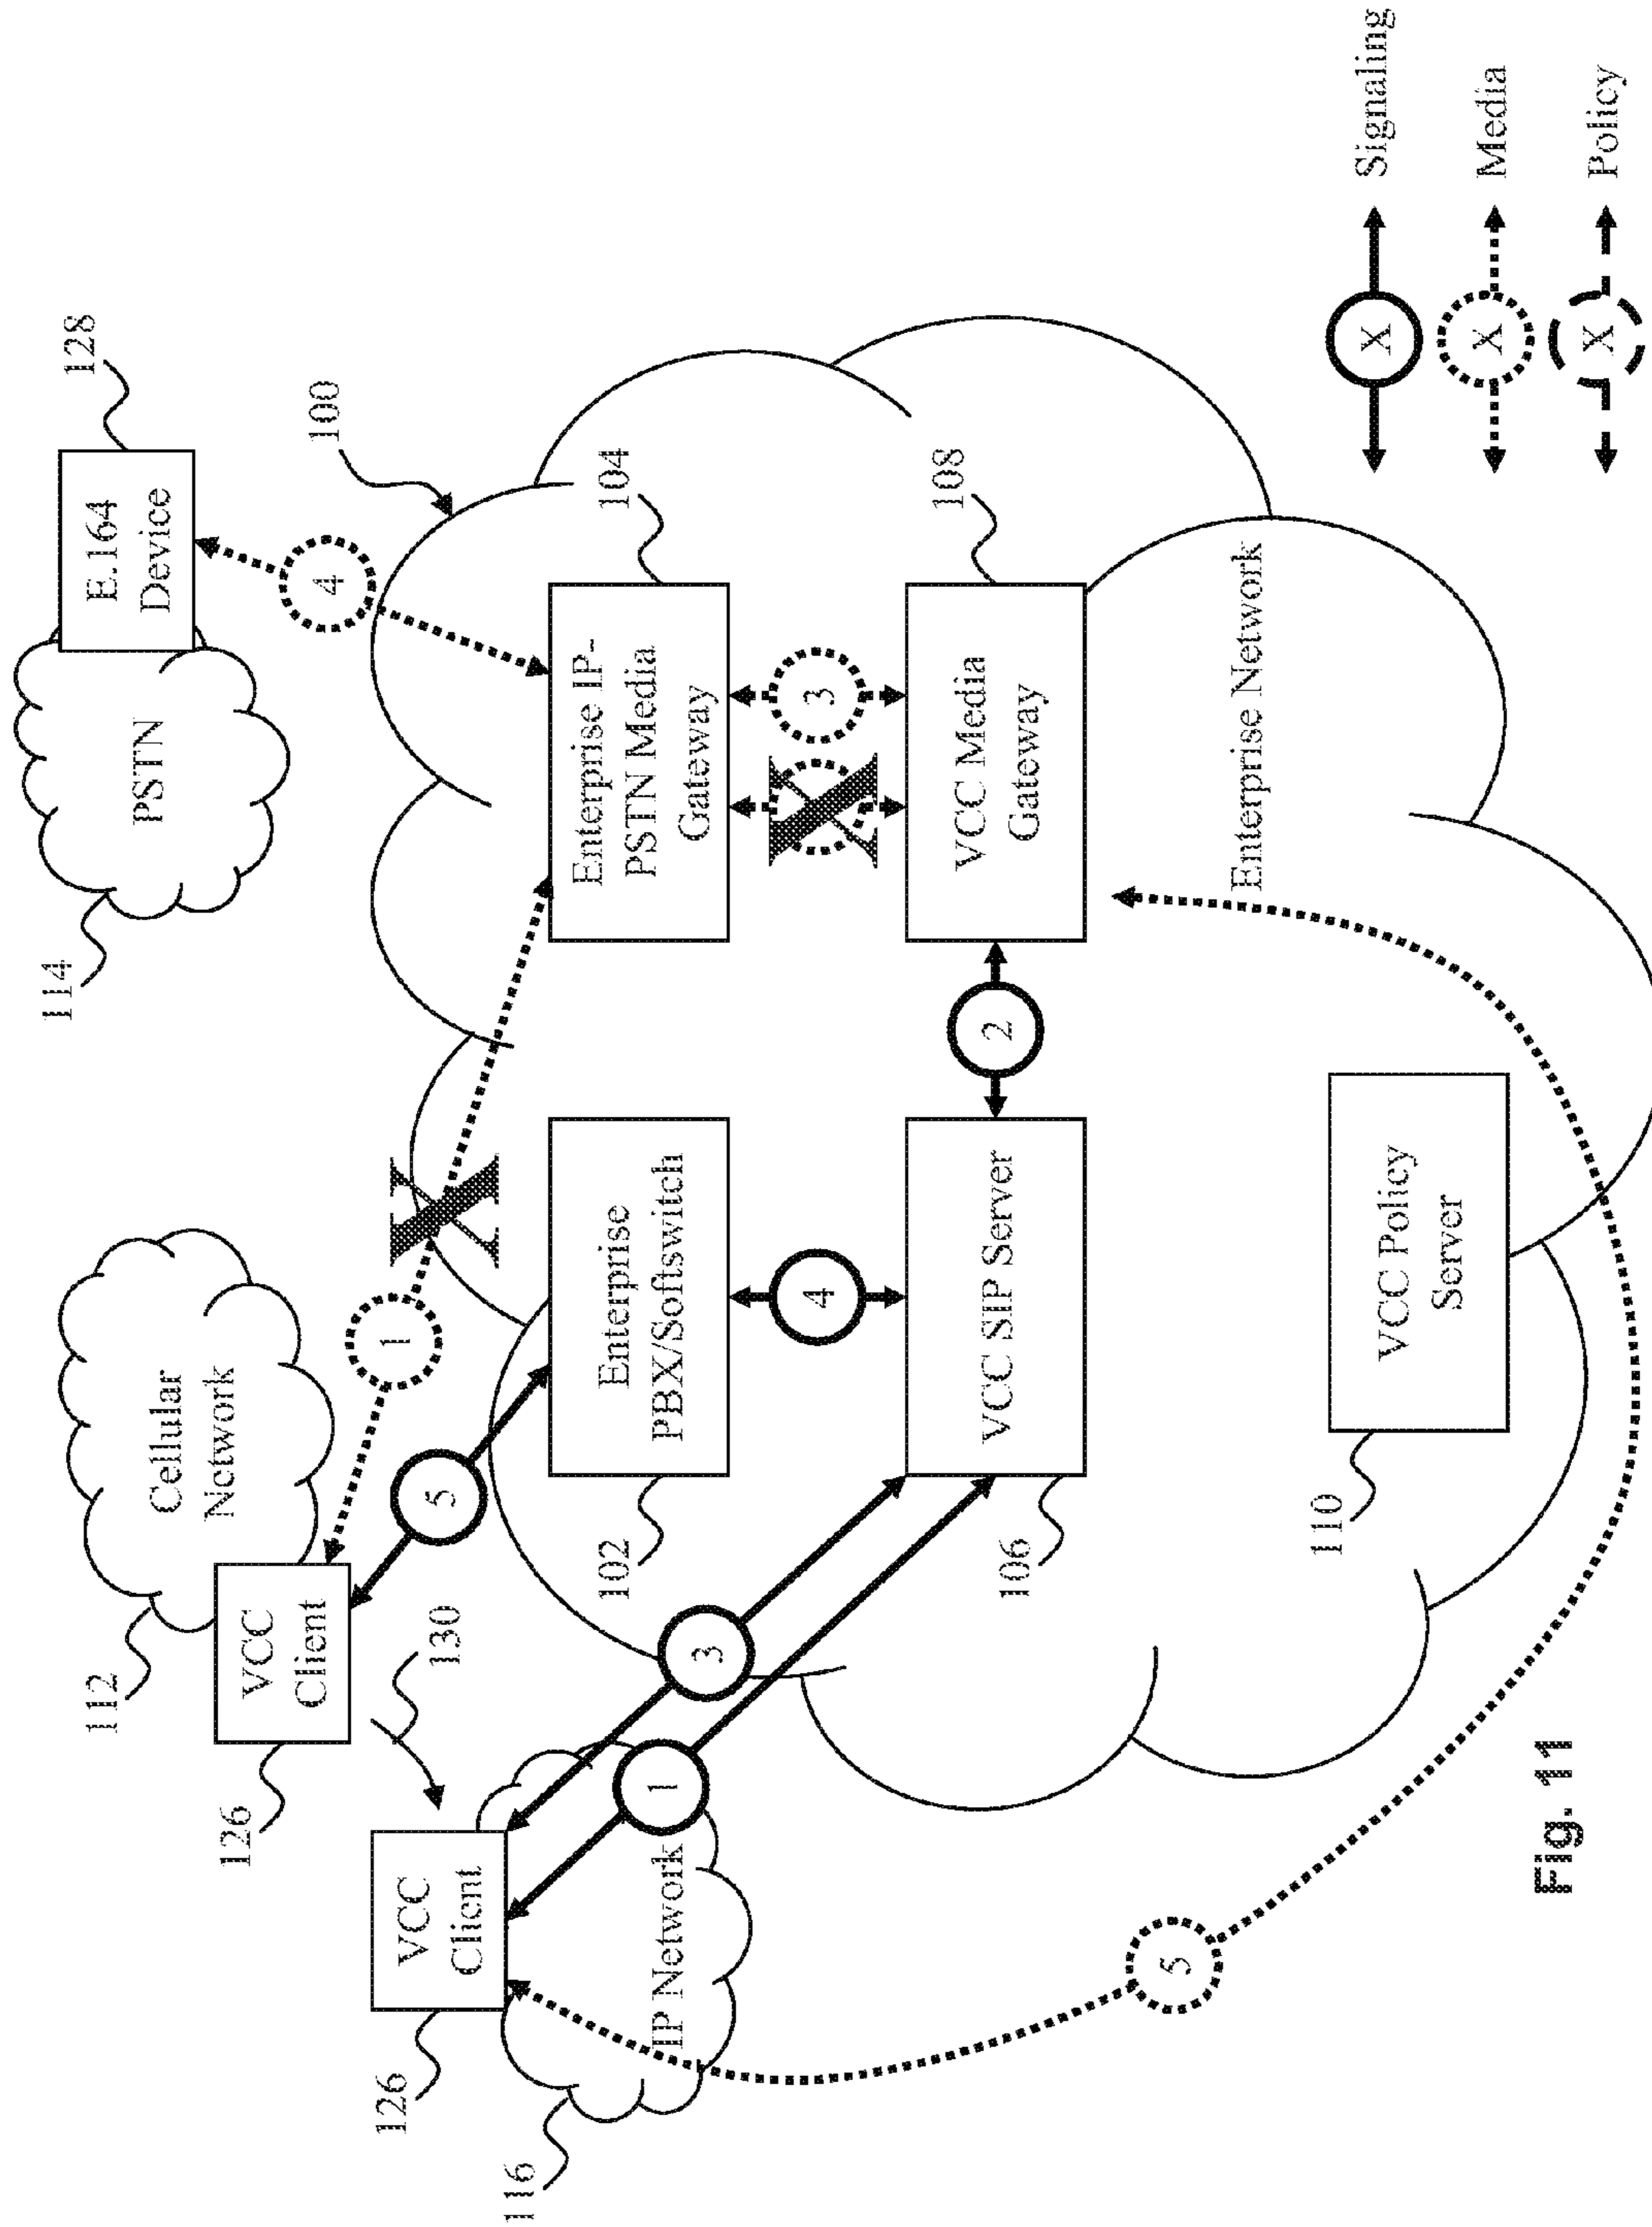 114
PSTN
E.164
Device
128
112
Cellular
Network
4
100
VCC
Client
126
130
1
5
X
VCC
Client
126
116
IP Network
1
3
102
Enterprise
PBX/Softswitch
Enterprise IP-
PSTN Media
Gateway
104
4
X
3
106
VCC SIP Server
2
VCC Media
Gateway
108
5
110
VCC Policy
Server
Enterprise Network
X
Signaling
X
Media
X
Policy
Fig. 11